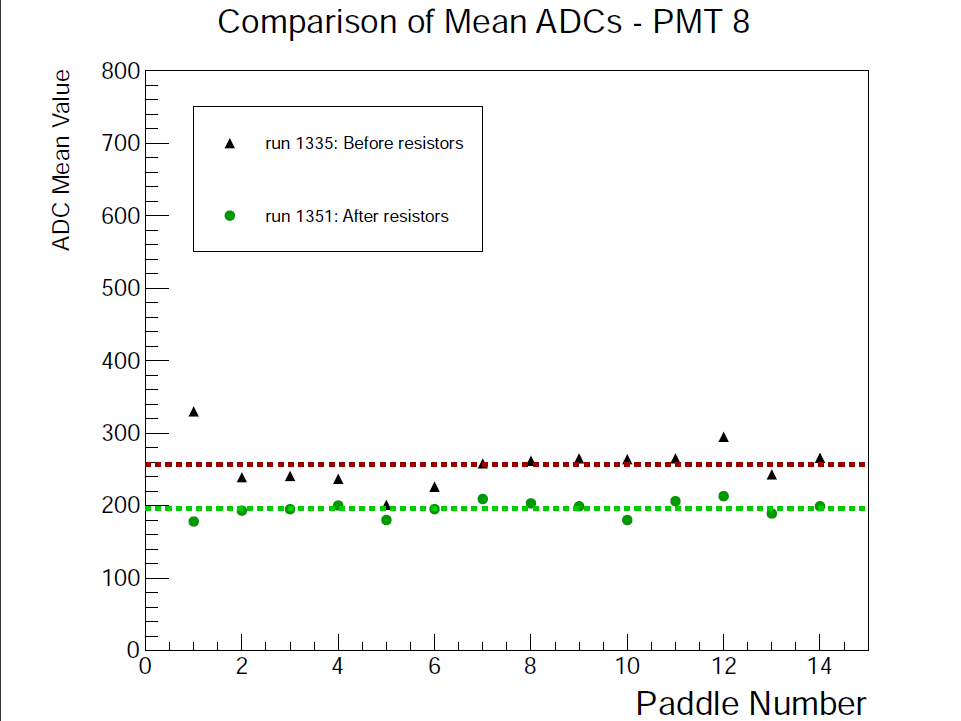 Comparison of Mean ADCs - PMT 8
ADC Mean Value
800
700
600
500
400
300
200
100
0
run 1335: Before resistors
run 1351: After resistors
0 2 4 6 8 10 12 14
Paddle Number